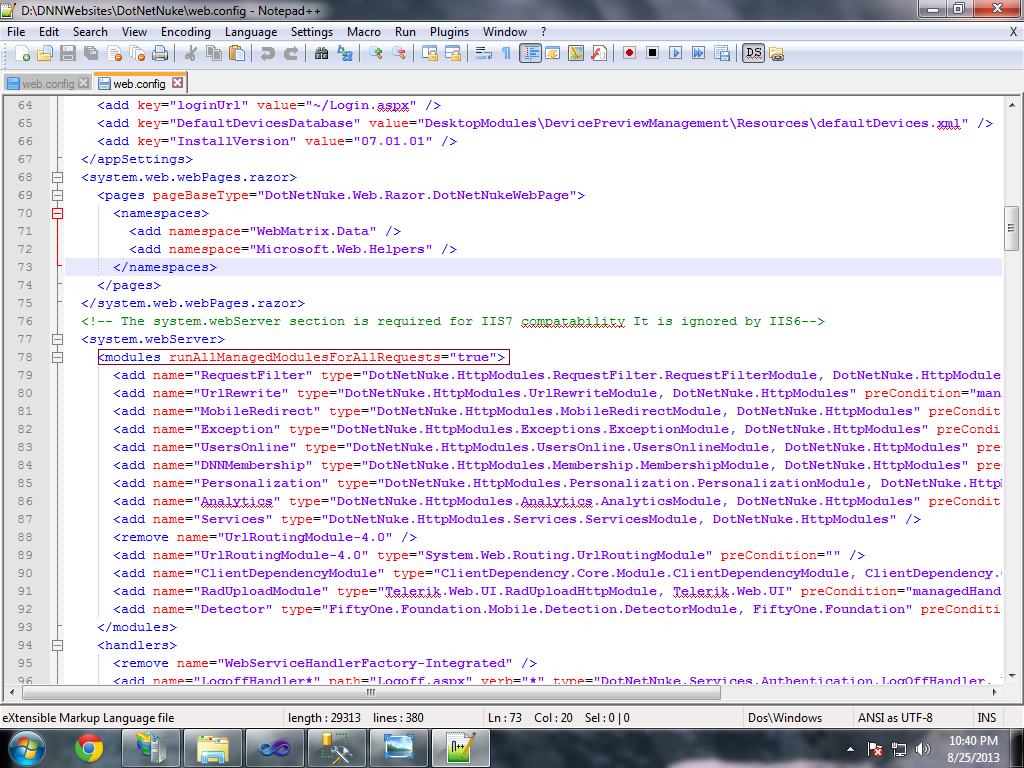 D:\DNNWebsites\DotNetNuke\web.config - Notepad++
File Edit Search View Encoding Language Settings Macro Run Plugins Window ? X
web.config web.config
64 <add key="loginUrl" value="~/Login.aspx" />
65 <add key="DefaultDevicesDatabase" value="DesktopModules\DevicePreviewManagement\Resources\defaultDevices.xml" />
66 <add key="InstallVersion" value="07.01.01" />
67 </appSettings>
68 <system.web.webPages.razor>
69 <pages pageBaseType="DotNetNuke.Web.Razor.DotNetNukeWebPage">
70 <namespaces>
71 <add namespace="WebMatrix.Data" />
72 <add namespace="Microsoft.Web.Helpers" />
73 </namespaces>
74 </pages>
75 </system.web.webPages.razor>
76 <!-- The system.webServer section is required for IIS7 compatability It is ignored by IIS6-->
77 <system.webServer>
78 <modules runAllManagedModulesForAllRequests="true">
79 <add name="RequestFilter" type="DotNetNuke.HttpModules.RequestFilter.RequestFilterModule, DotNetNuke.HttpModule
80 <add name="UrlRewrite" type="DotNetNuke.HttpModules.UrlRewriteModule, DotNetNuke.HttpModules" preCondition="man
81 <add name="MobileRedirect" type="DotNetNuke.HttpModules.MobileRedirectModule, DotNetNuke.HttpModules" preCondit
82 <add name="Exception" type="DotNetNuke.HttpModules.Exceptions.ExceptionModule, DotNetNuke.HttpModules" preCondi
83 <add name="UsersOnline" type="DotNetNuke.HttpModules.UsersOnline.UsersOnlineModule, DotNetNuke.HttpModules" pre
84 <add name="DNNMembership" type="DotNetNuke.HttpModules.Membership.MembershipModule, DotNetNuke.HttpModules" pre
85 <add name="Personalization" type="DotNetNuke.HttpModules.Personalization.PersonalizationModule, DotNetNuke.Http
86 <add name="Analytics" type="DotNetNuke.HttpModules.Analytics.AnalyticsModule, DotNetNuke.HttpModules" preCondit
87 <add name="Services" type="DotNetNuke.HttpModules.Services.ServicesModule, DotNetNuke.HttpModules" />
88 <remove name="UrlRoutingModule-4.0" />
89 <add name="UrlRoutingModule-4.0" type="System.Web.Routing.UrlRoutingModule" preCondition="" />
90 <add name="ClientDependencyModule" type="ClientDependency.Core.Module.ClientDependencyModule, ClientDependency.
91 <add name="RadUploadModule" type="Telerik.Web.UI.RadUploadHttpModule, Telerik.Web.UI" preCondition="managedHand
92 <add name="Detector" type="FiftyOne.Foundation.Mobile.Detection.DetectorModule, FiftyOne.Foundation" preConditi
93 </modules>
94 <handlers>
95 <remove name="WebServiceHandlerFactory-Integrated" />
96 <add name="LogoffHandler*" path="Logoff.aspx" verb="*" type="DotNetNuke.Services.Authentication.LogOffHandler,
eXtensible Markup Language file length : 29313 lines : 380 Ln : 73 Col : 20 Sel : 0 | 0 Dos\Windows ANSI as UTF-8 INS
10:40 PM
8/25/2013